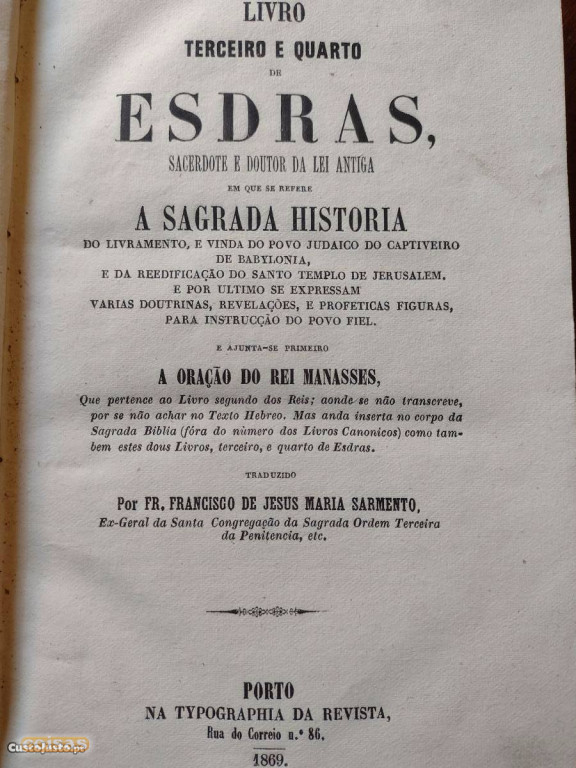 LIVRO
TERCEIRO E QUARTO
DE
ESDRAS,
SACERDOTE E DOUTOR DA LEI ANTIGA
EM QUE SE REFERE
A SAGRADA HISTORIA
DO LIVRAMENTO, E VINDA DO POVO JUDAICO DO CAPTIVEIRO
DE BABYLONIA,
E DA REEDIFICAÇÃO DO SANTO TEMPLO DE JERUSALEM.
E POR ULTIMO SE EXPRESSAM
VARIAS DOUTRINAS, REVELAÇÕES, E PROFETICAS FIGURAS,
PARA INSTRUCÇÃO DO POVO FIEL.
E AJUNTA-SE PRIMEIRO
A ORAÇÃO DO REI MANASSES,
Que pertence ao Livro segundo dos Reis; aonde se não transcreve,
por se não achar no Texto Hebreo. Mas anda inserta no corpo da
Sagrada Biblia (fóra do número dos Livros Canonicos) como tam-
bem estes dous Livros, terceiro, e quarto de Esdras.
TRADUZIDO
Por FR. FRANCISCO DE JESUS MARIA SARMENTO,
Ex-Geral da Santa Congregação da Sagrada Ordem Terceira
da Penitencia, etc.
PORTO
NA TYPOGRAPHIA DA REVISTA,
Rua do Correio n.º 86.
1869.